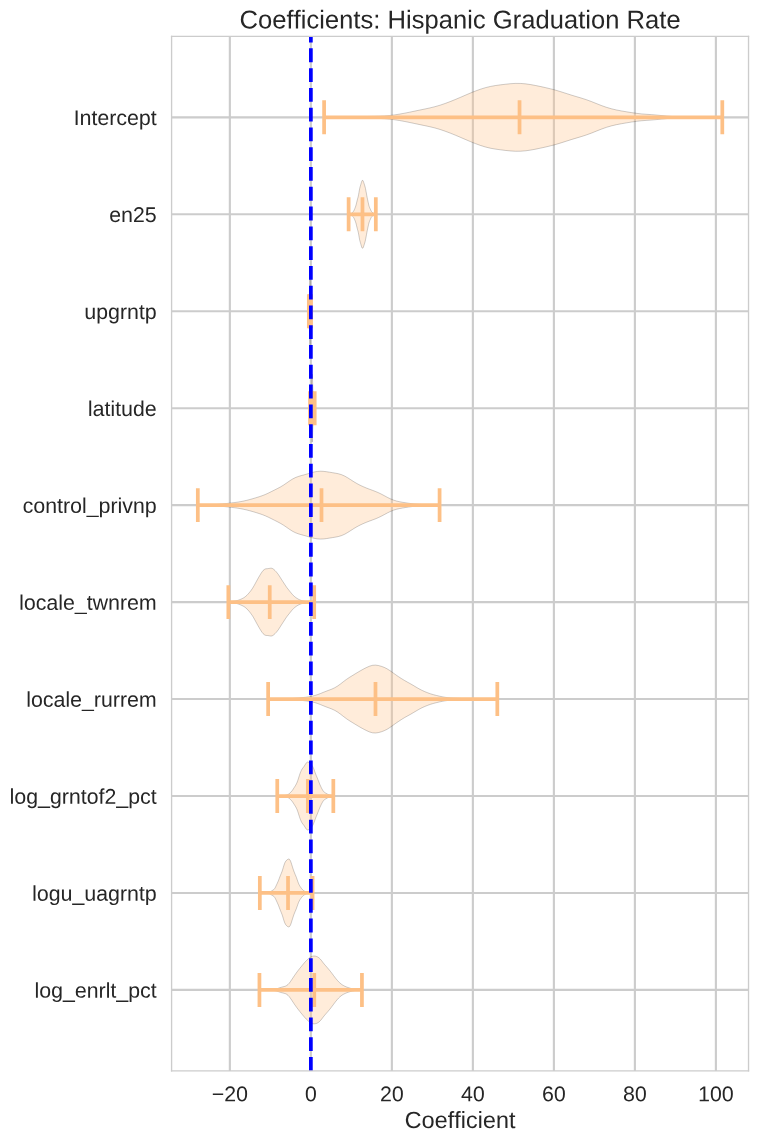 Coefficients: Hispanic Graduation Rate
Intercept
en25
upgrntp
latitude
control_privnp
locale_twnrem
locale_rurrem
log_grntof2_pct
logu_uagrntp
log_enrlt_pct
−20 0 20 40 60 80 100
Coefficient